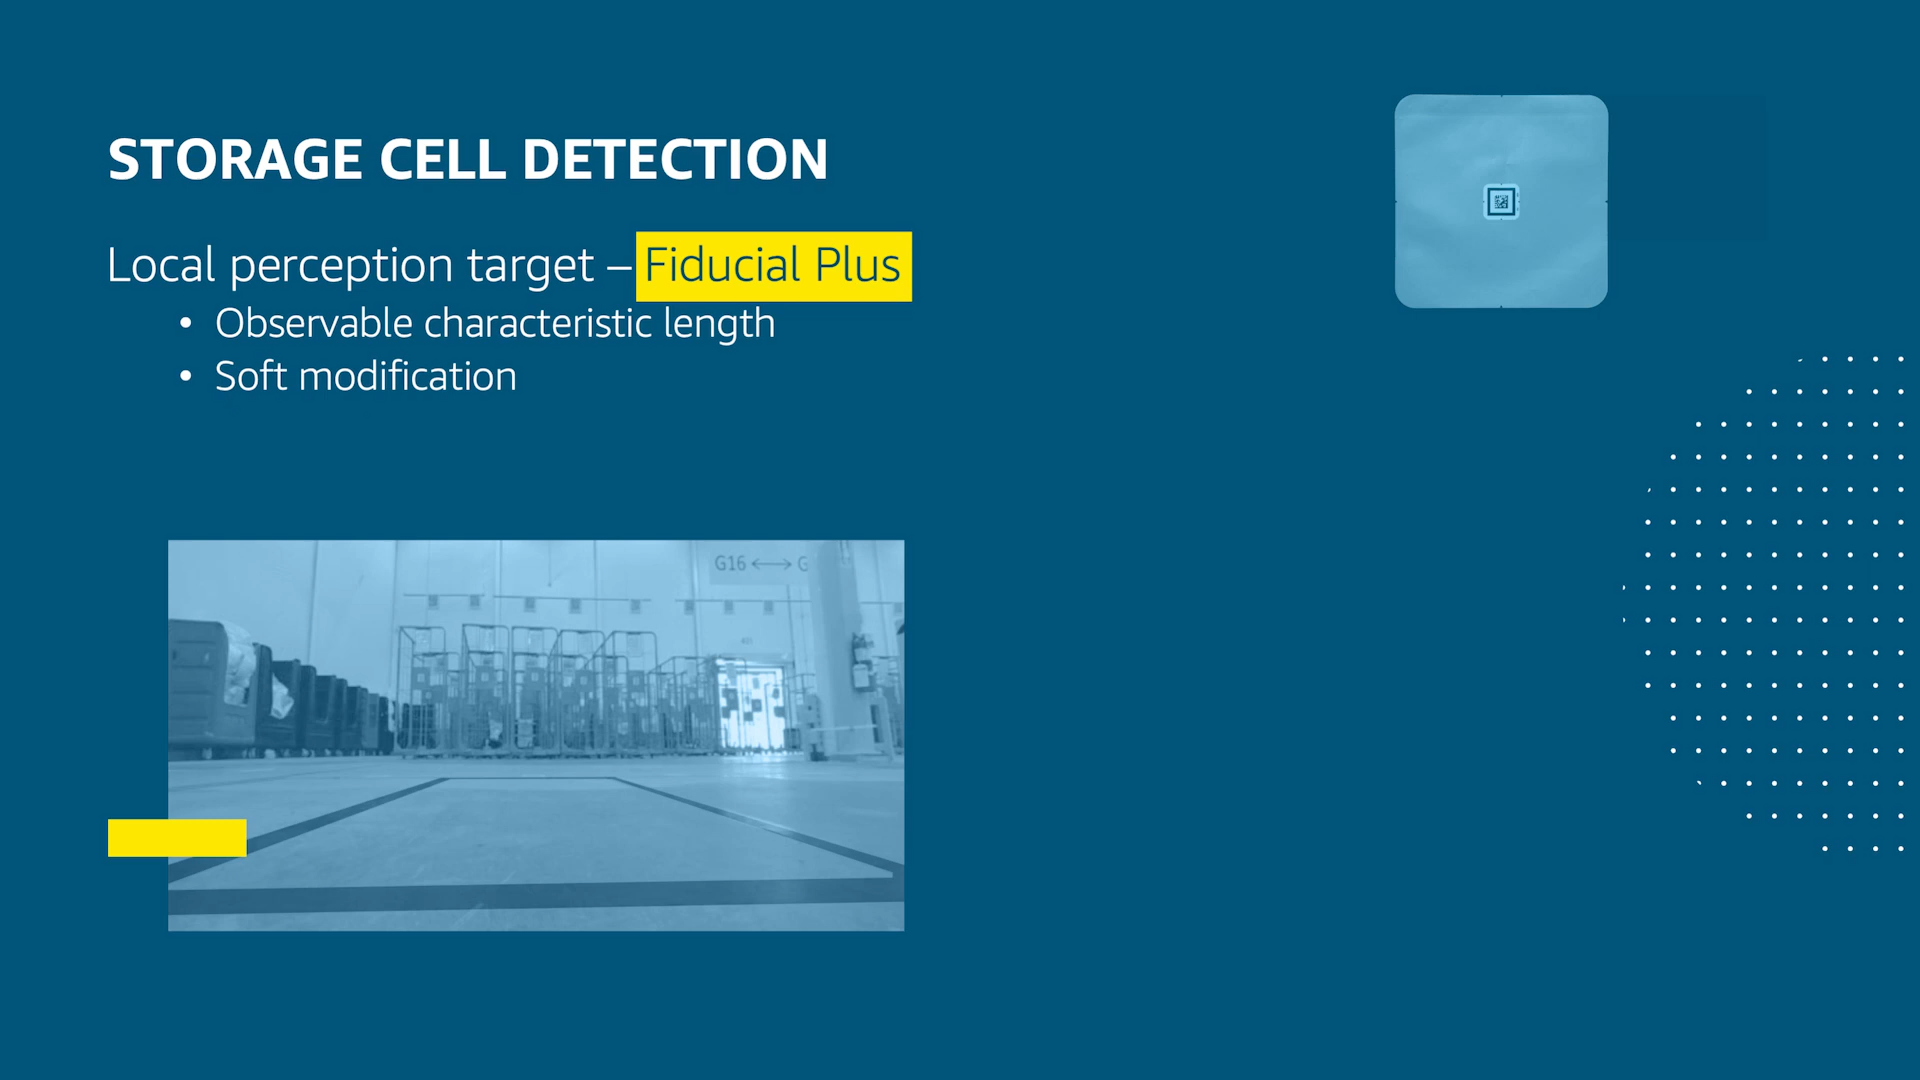 STORAGE CELL DETECTION
Local perception target – Fiducial Plus
• Observable characteristic length
• Soft modification
G16 ⟷ G